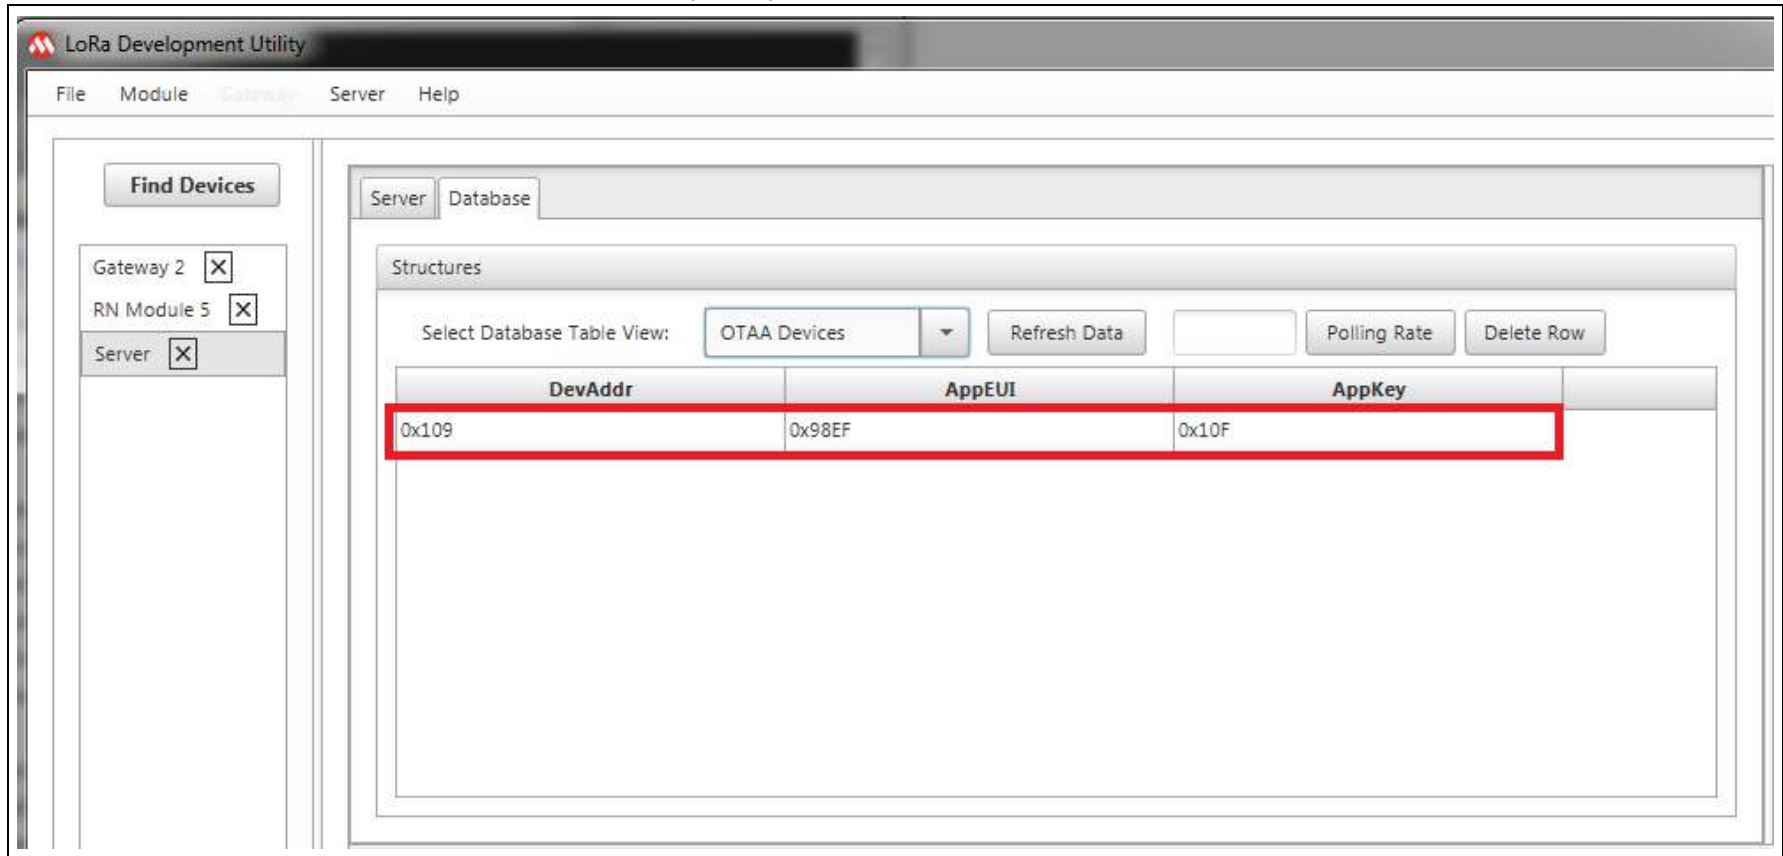 LoRa Development Utility
File Module Gateway Server Help
Find Devices
Gateway 2
RN Module 5
Server
Server Database
Structures
Select Database Table View: OTAA Devices Refresh Data Polling Rate Delete Row
DevAddr AppEUI AppKey
0x109 0x98EF 0x10F